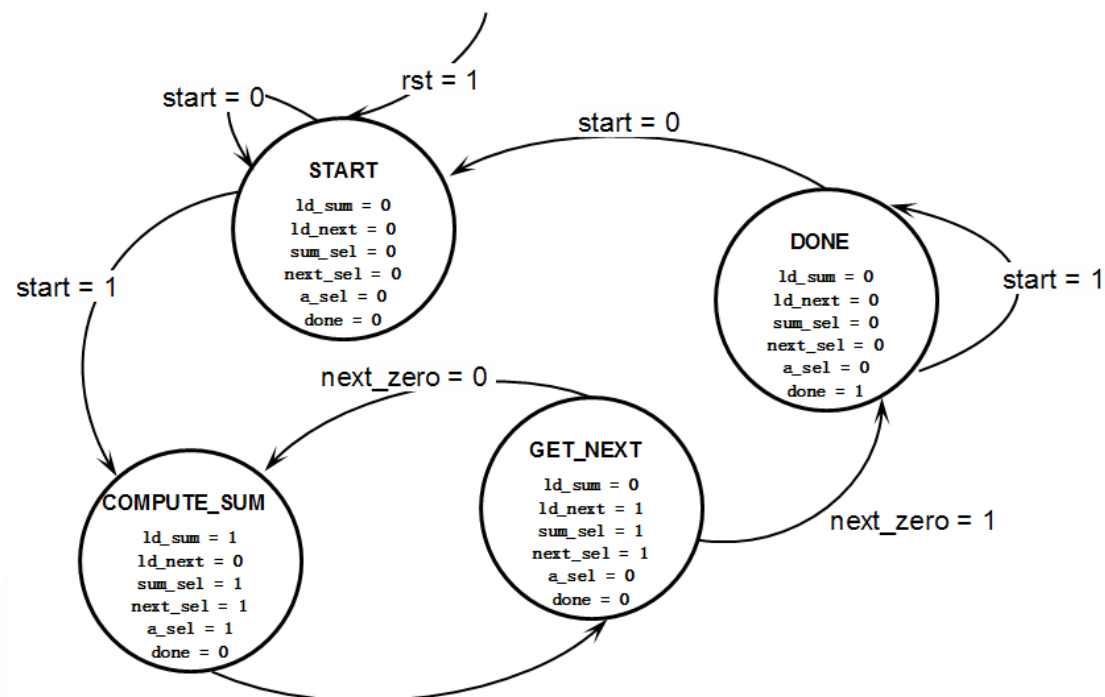 rst = 1
start = 0
start = 0
START
ld_sum = 0
ld_next = 0
sum_sel = 0
next_sel = 0
a_sel = 0
done = 0
DONE
ld_sum = 0
ld_next = 0
sum_sel = 0
next_sel = 0
a_sel = 0
done = 1
start = 1
start = 1
next_zero = 0
GET_NEXT
ld_sum = 0
ld_next = 1
sum_sel = 1
next_sel = 1
a_sel = 0
done = 0
next_zero = 1
COMPUTE_SUM
ld_sum = 1
ld_next = 0
sum_sel = 1
next_sel = 1
a_sel = 1
done = 0